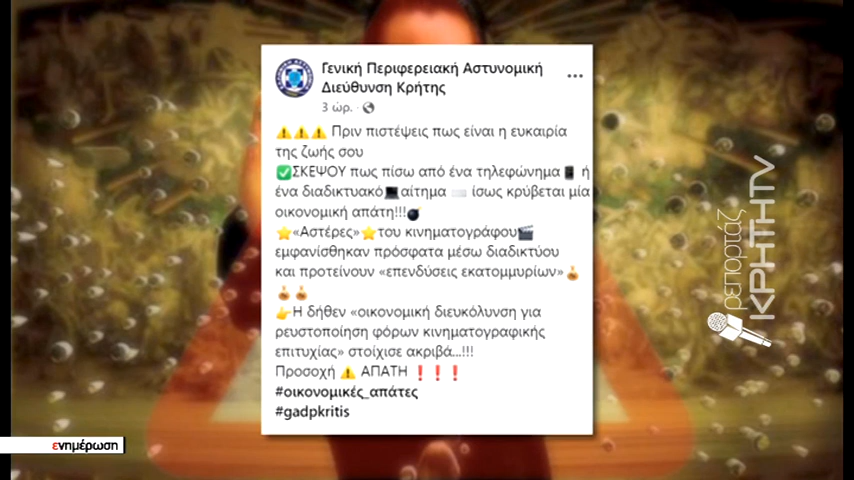 Γενική Περιφερειακή Αστυνομική
Διεύθυνση Κρήτης
3 ώρ. ·
⚠️⚠️⚠️ Πριν πιστέψεις πως είναι η ευκαιρία
της ζωής σου
✅ΣΚΕΨΟΥ πως πίσω από ένα τηλεφώνημα📱 ή
ένα διαδικτυακό💻αίτημα ⌨️ ίσως κρύβεται μία
οικονομική απάτη!!!💣
⭐«Αστέρες»⭐του κινηματογράφου🎬
εμφανίσθηκαν πρόσφατα μέσω διαδικτύου
και προτείνουν «επενδύσεις εκατομμυρίων»💰
💰💰
👉Η δήθεν «οικονομική διευκόλυνση για
ρευστοποίηση φόρων κινηματογραφικής
επιτυχίας» στοίχισε ακριβά...!!!
Προσοχή ⚠️ ΑΠΑΤΗ ❗❗❗
#οικονομικές_απάτες
#gadpkritis
ρεπορτάζ
ΚΡΗΤΗTV
ενημέρωση